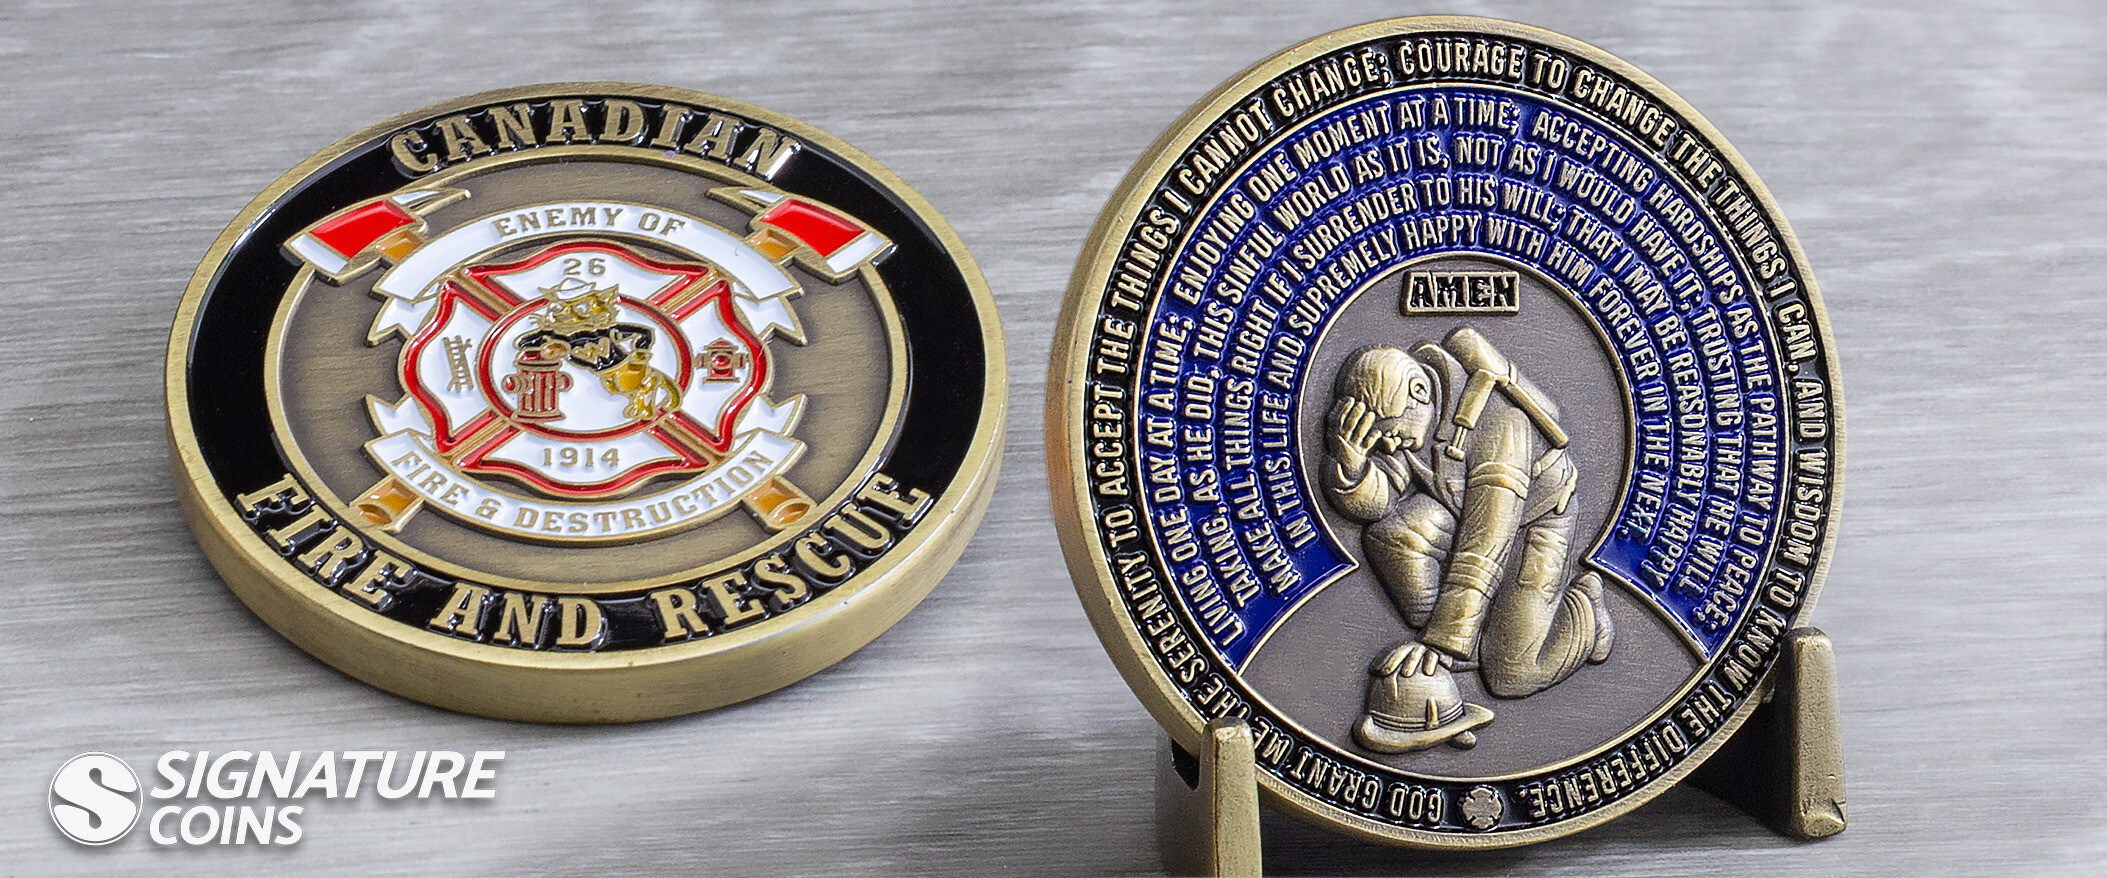 CANADIAN
ENEMY OF
26
1914
FIRE & DESTRUCTION
FIRE AND RESCUE
GOD GRANT ME THE SERENITY TO ACCEPT THE THINGS I CANNOT CHANGE; COURAGE TO CHANGE THE THINGS I CAN, AND WISDOM TO KNOW THE DIFFERENCE.
LIVING ONE DAY AT A TIME; ENJOYING ONE MOMENT AT A TIME; ACCEPTING HARDSHIPS AS THE PATHWAY TO PEACE;
TAKING, AS HE DID, THIS SINFUL WORLD AS IT IS, NOT AS I WOULD HAVE IT; TRUSTING THAT THE WILL
MAKE ALL THINGS RIGHT IF I SURRENDER TO HIS WILL; THAT I MAY BE REASONABLY HAPPY
IN THIS LIFE AND SUPREMELY HAPPY WITH HIM FOREVER IN THE NEXT.
AMEN
S SIGNATURE
COINS